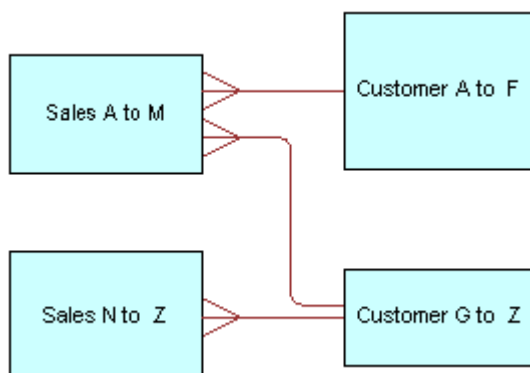 Sales A to M
Customer A to F
Sales N to Z
Customer G to Z